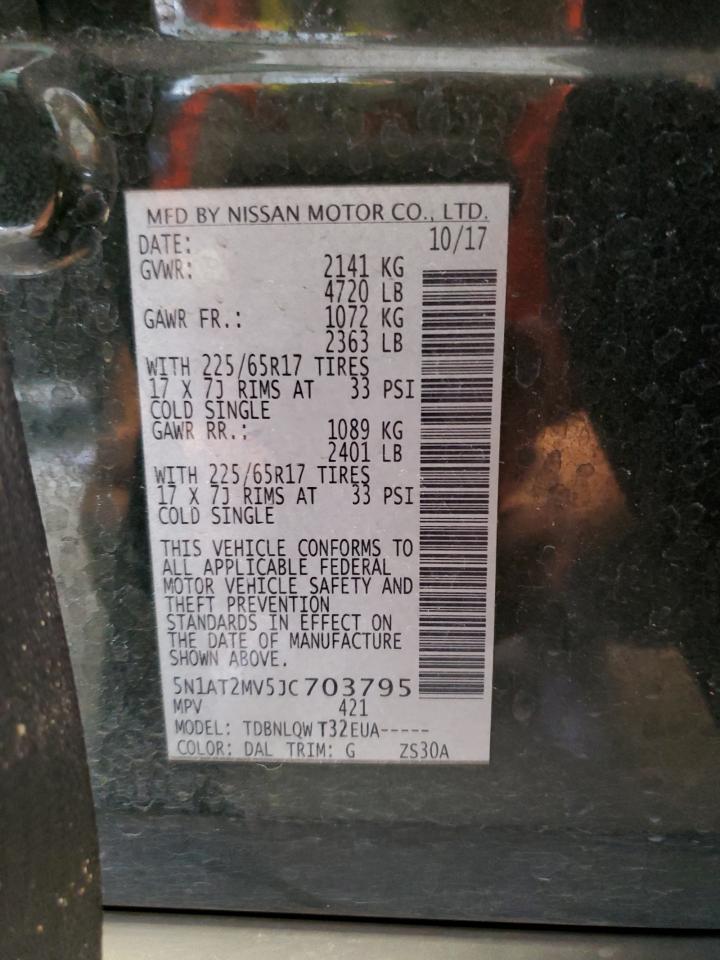 MFD BY NISSAN MOTOR CO., LTD.
DATE: 10/17
GVWR: 2141 KG
4720 LB
GAWR FR.: 1072 KG
2363 LB
WITH 225/65R17 TIRES
17 X 7J RIMS AT 33 PSI
COLD SINGLE
GAWR RR.: 1089 KG
2401 LB
WITH 225/65R17 TIRES
17 X 7J RIMS AT 33 PSI
COLD SINGLE
THIS VEHICLE CONFORMS TO
ALL APPLICABLE FEDERAL
MOTOR VEHICLE SAFETY AND
THEFT PREVENTION
STANDARDS IN EFFECT ON
THE DATE OF MANUFACTURE
SHOWN ABOVE.
5N1AT2MV5JC703795
MPV 421
MODEL: TDBNLQW T32EUA-----
COLOR: DAL TRIM: G ZS30A